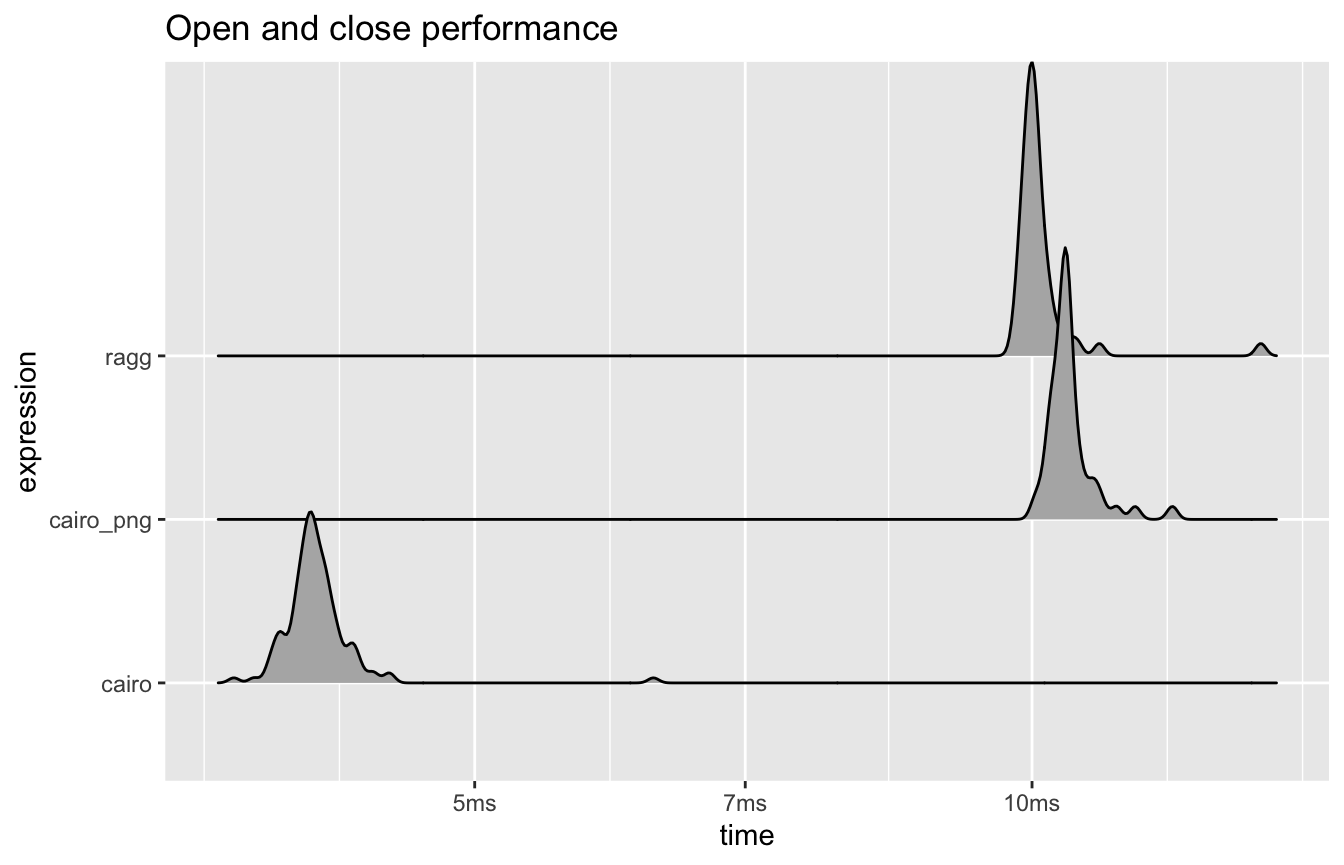 Open and close performance
expression
ragg
cairo_png
cairo
5ms 7ms 10ms
time